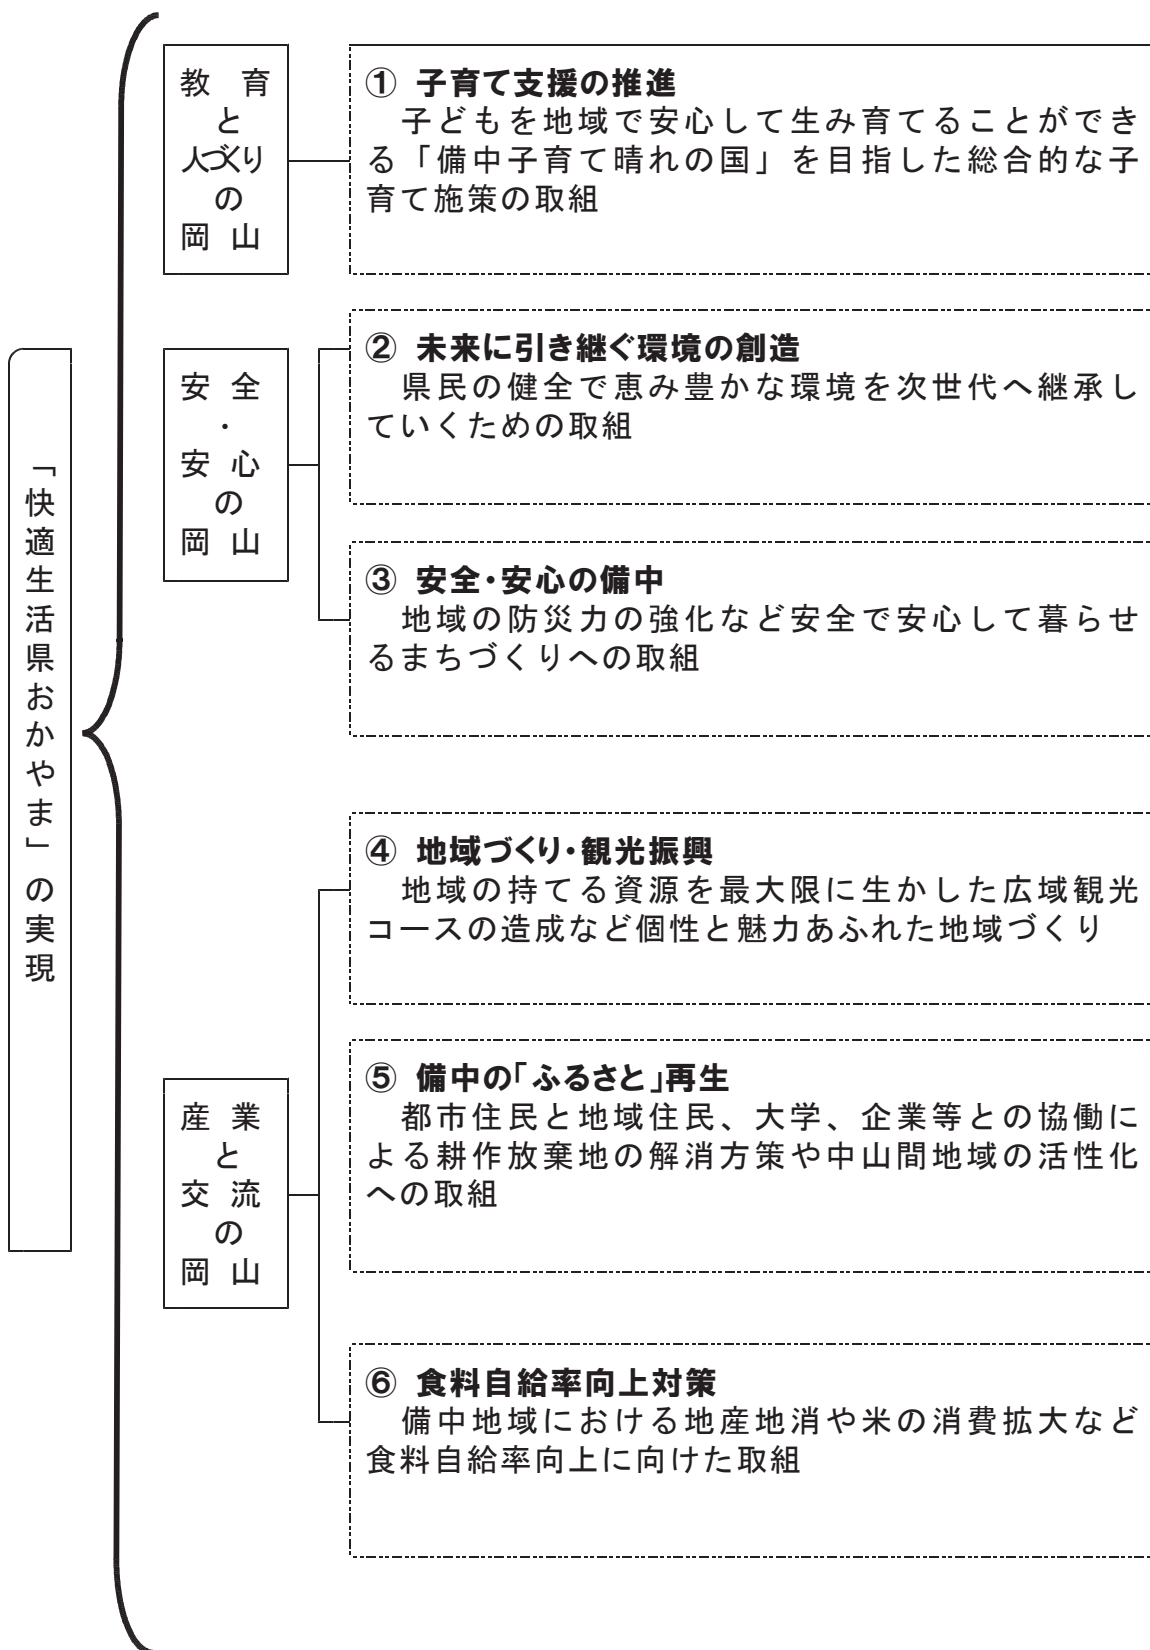 「快適生活県おかやま」の実現
教育
と
人づくり
の
岡山
① 子育て支援の推進
子どもを地域で安心して生み育てることができ
る「備中子育て晴れの国」を目指した総合的な子
育て施策の取組
安全
・
安心
の
岡山
② 未来に引き継ぐ環境の創造
県民の健全で恵み豊かな環境を次世代へ継承し
ていくための取組
③ 安全・安心の備中
地域の防災力の強化など安全で安心して暮らせ
るまちづくりへの取組
産業
と
交流
の
岡山
④ 地域づくり・観光振興
地域の持てる資源を最大限に生かした広域観光
コースの造成など個性と魅力あふれた地域づくり
⑤ 備中の「ふるさと」再生
都市住民と地域住民、大学、企業等との協働に
よる耕作放棄地の解消方策や中山間地域の活性化
への取組
⑥ 食料自給率向上対策
備中地域における地産地消や米の消費拡大など
食料自給率向上に向けた取組